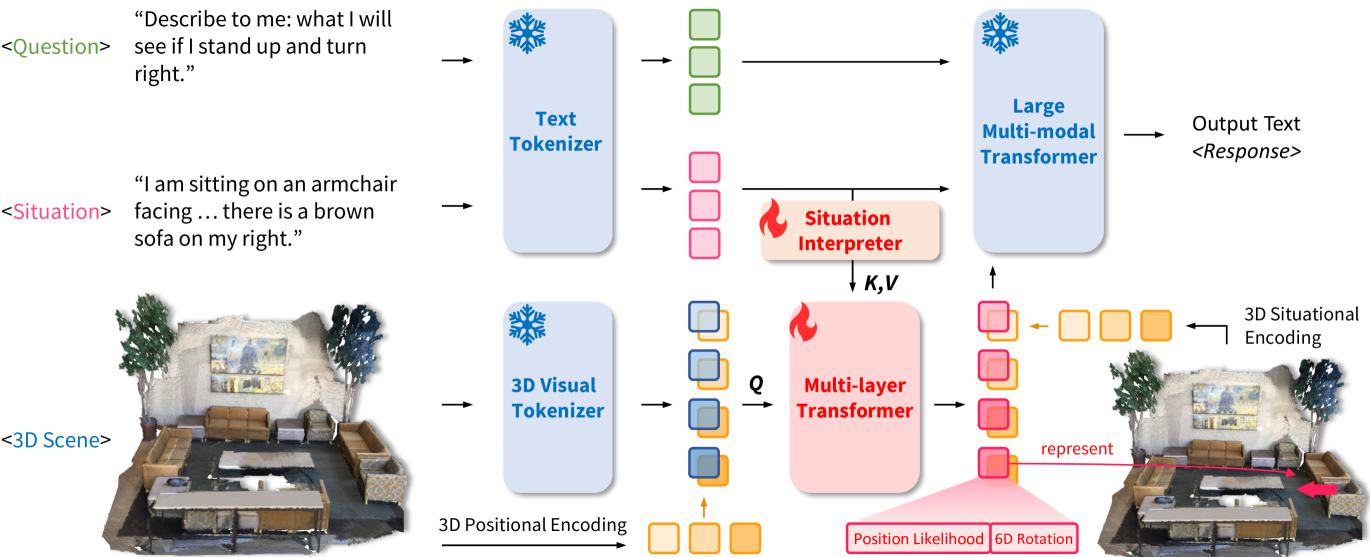 <Question>
“Describe to me: what I will
see if I stand up and turn
right.”
Text
Tokenizer
Large
Multi-modal
Transformer
Output Text
<Response>
<Situation>
“I am sitting on an armchair
facing … there is a brown
sofa on my right.”
Situation
Interpreter
K,V
<3D Scene>
3D Visual
Tokenizer
Q
Multi-layer
Transformer
3D Situational
Encoding
represent
3D Positional Encoding
Position Likelihood
6D Rotation